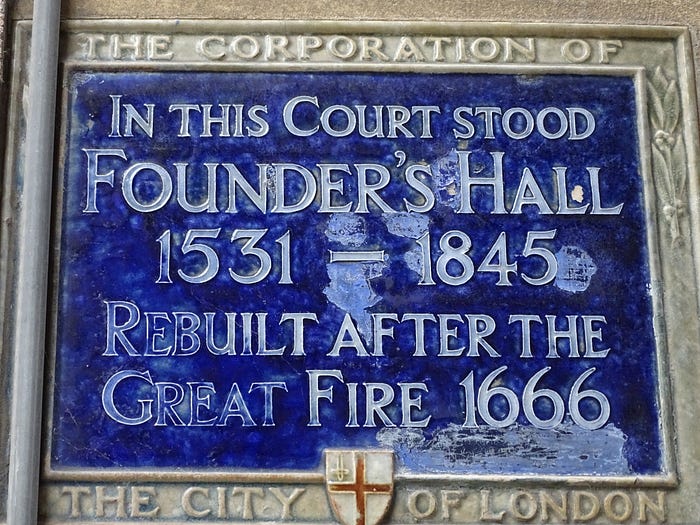 THE CORPORATION OF
IN THIS COURT STOOD
FOUNDER'S HALL
1531 — 1845
REBUILT AFTER THE
GREAT FIRE 1666
THE CITY OF LONDON